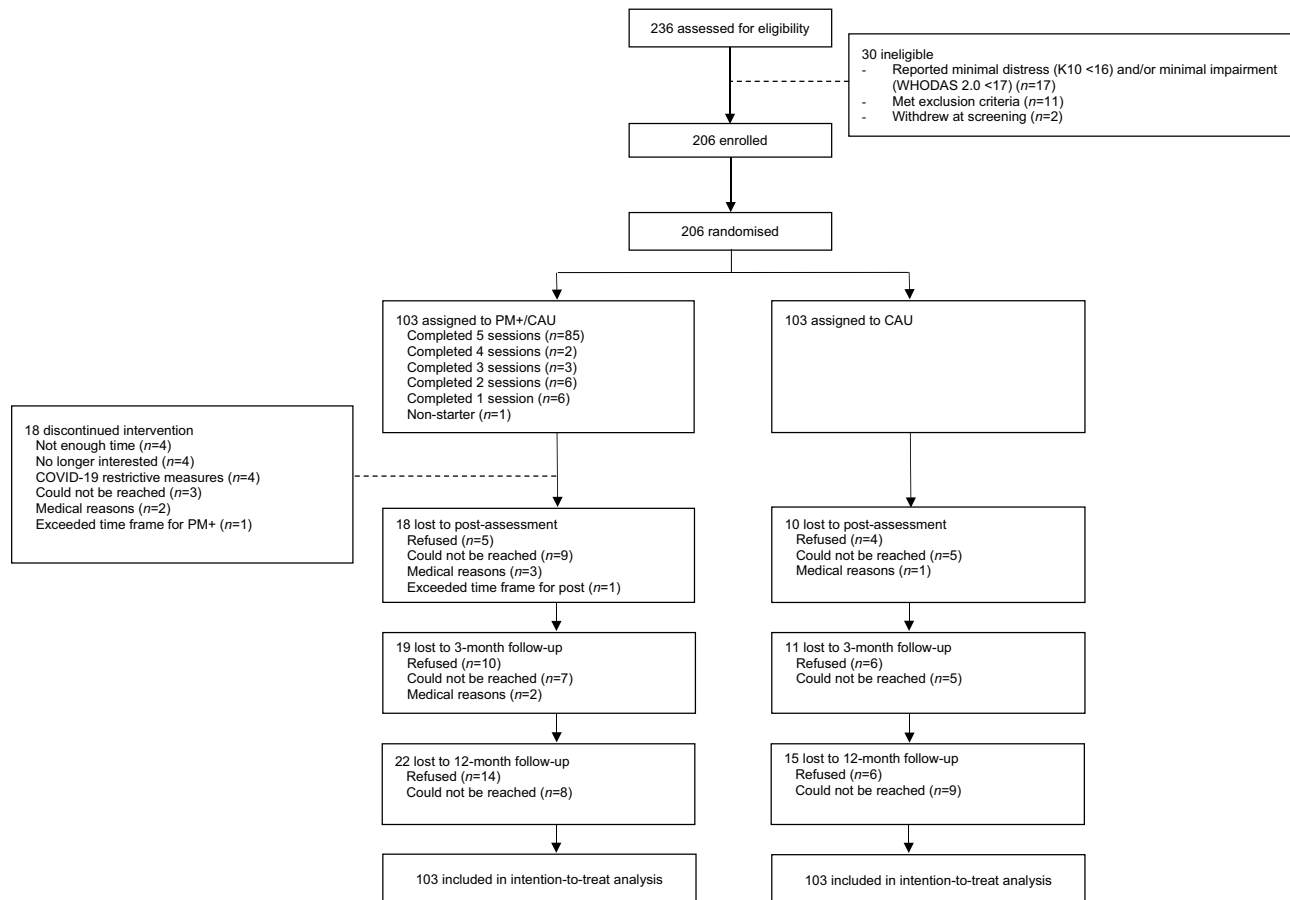 236 assessed for eligibility
30 ineligible
- Reported minimal distress (K10 <16) and/or minimal impairment
(WHODAS 2.0 <17) (n=17)
- Met exclusion criteria (n=11)
- Withdrew at screening (n=2)
206 enrolled
206 randomised
103 assigned to PM+/CAU
Completed 5 sessions (n=85)
Completed 4 sessions (n=2)
Completed 3 sessions (n=3)
Completed 2 sessions (n=6)
Completed 1 session (n=6)
Non-starter (n=1)
103 assigned to CAU
18 discontinued intervention
Not enough time (n=4)
No longer interested (n=4)
COVID-19 restrictive measures (n=4)
Could not be reached (n=3)
Medical reasons (n=2)
Exceeded time frame for PM+ (n=1)
18 lost to post-assessment
Refused (n=5)
Could not be reached (n=9)
Medical reasons (n=3)
Exceeded time frame for post (n=1)
10 lost to post-assessment
Refused (n=4)
Could not be reached (n=5)
Medical reasons (n=1)
19 lost to 3-month follow-up
Refused (n=10)
Could not be reached (n=7)
Medical reasons (n=2)
11 lost to 3-month follow-up
Refused (n=6)
Could not be reached (n=5)
22 lost to 12-month follow-up
Refused (n=14)
Could not be reached (n=8)
15 lost to 12-month follow-up
Refused (n=6)
Could not be reached (n=9)
103 included in intention-to-treat analysis
103 included in intention-to-treat analysis